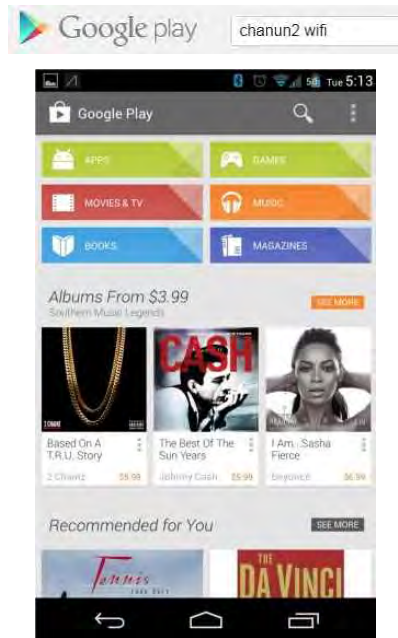 Google play
chanun2 wifi
Tue 5:13
Google Play
APPS
GAMES
MOVIES & TV
MUSIC
BOOKS
MAGAZINES
Albums From $3.99
Southern Music Legends
SEE MORE
CASH
2 CHAINZ
Based On A
T.R.U. Story
The Best Of The
Sun Years
I Am...Sasha
Fierce
2 Chainz $5.99
Johnny Cash $5.99
Beyoncé $6.99
Recommended for You
SEE MORE
Tennis
THE
DA VINCI